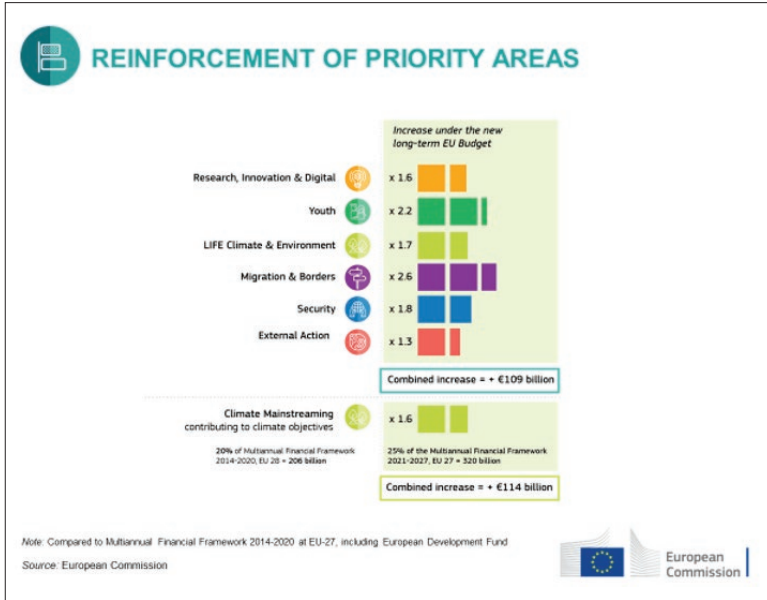 REINFORCEMENT OF PRIORITY AREAS
Increase under the new
long-term EU Budget
Research, Innovation & Digital x 1.6
Youth x 2.2
LIFE Climate & Environment x 1.7
Migration & Borders x 2.6
Security x 1.8
External Action x 1.3
Combined increase = + €109 billion
Climate Mainstreaming
contributing to climate objectives
x 1.6
20% of Multiannual Financial Framework
2014-2020, EU 28 = 206 billion
25% of the Multiannual Financial Framework
2021-2027, EU 27 = 320 billion
Combined increase = + €114 billion
Note: Compared to Multiannual Financial Framework 2014-2020 at EU-27, including European Development Fund
Source: European Commission
European
Commission